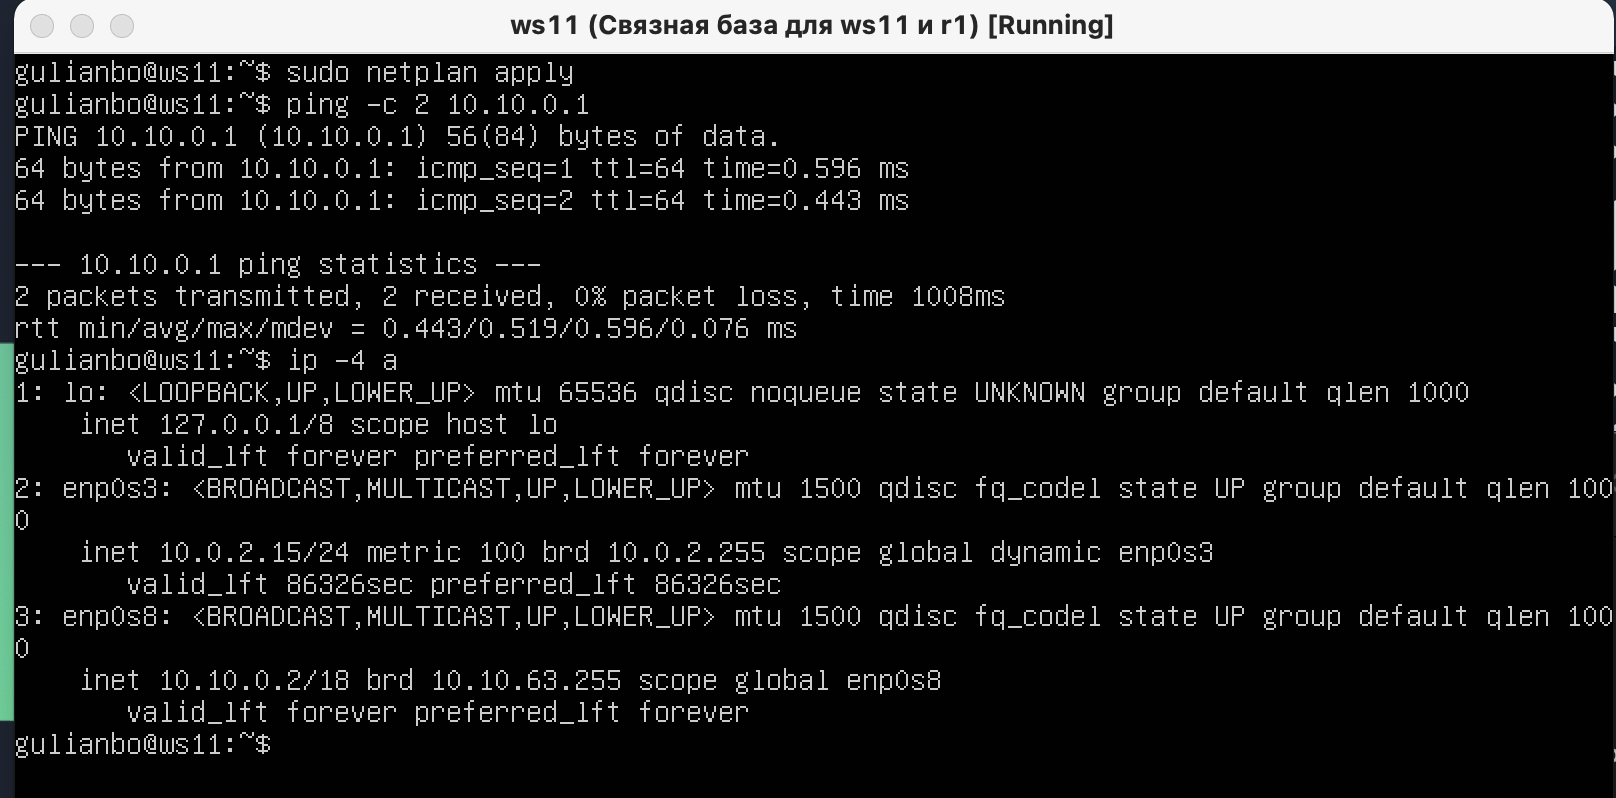 ws11 (Связная база для ws11 и r1) [Running]
gulianbo@ws11:~$ sudo netplan apply
gulianbo@ws11:~$ ping -c 2 10.10.0.1
PING 10.10.0.1 (10.10.0.1) 56(84) bytes of data.
64 bytes from 10.10.0.1: icmp_seq=1 ttl=64 time=0.596 ms
64 bytes from 10.10.0.1: icmp_seq=2 ttl=64 time=0.443 ms
--- 10.10.0.1 ping statistics ---
2 packets transmitted, 2 received, 0% packet loss, time 1008ms
rtt min/avg/max/mdev = 0.443/0.519/0.596/0.076 ms
gulianbo@ws11:~$ ip -4 a
1: lo: <LOOPBACK,UP,LOWER_UP> mtu 65536 qdisc noqueue state UNKNOWN group default qlen 1000
    inet 127.0.0.1/8 scope host lo
       valid_lft forever preferred_lft forever
2: enp0s3: <BROADCAST,MULTICAST,UP,LOWER_UP> mtu 1500 qdisc fq_codel state UP group default qlen 100
0
    inet 10.0.2.15/24 metric 100 brd 10.0.2.255 scope global dynamic enp0s3
       valid_lft 86326sec preferred_lft 86326sec
3: enp0s8: <BROADCAST,MULTICAST,UP,LOWER_UP> mtu 1500 qdisc fq_codel state UP group default qlen 100
0
    inet 10.10.0.2/18 brd 10.10.63.255 scope global enp0s8
       valid_lft forever preferred_lft forever
gulianbo@ws11:~$